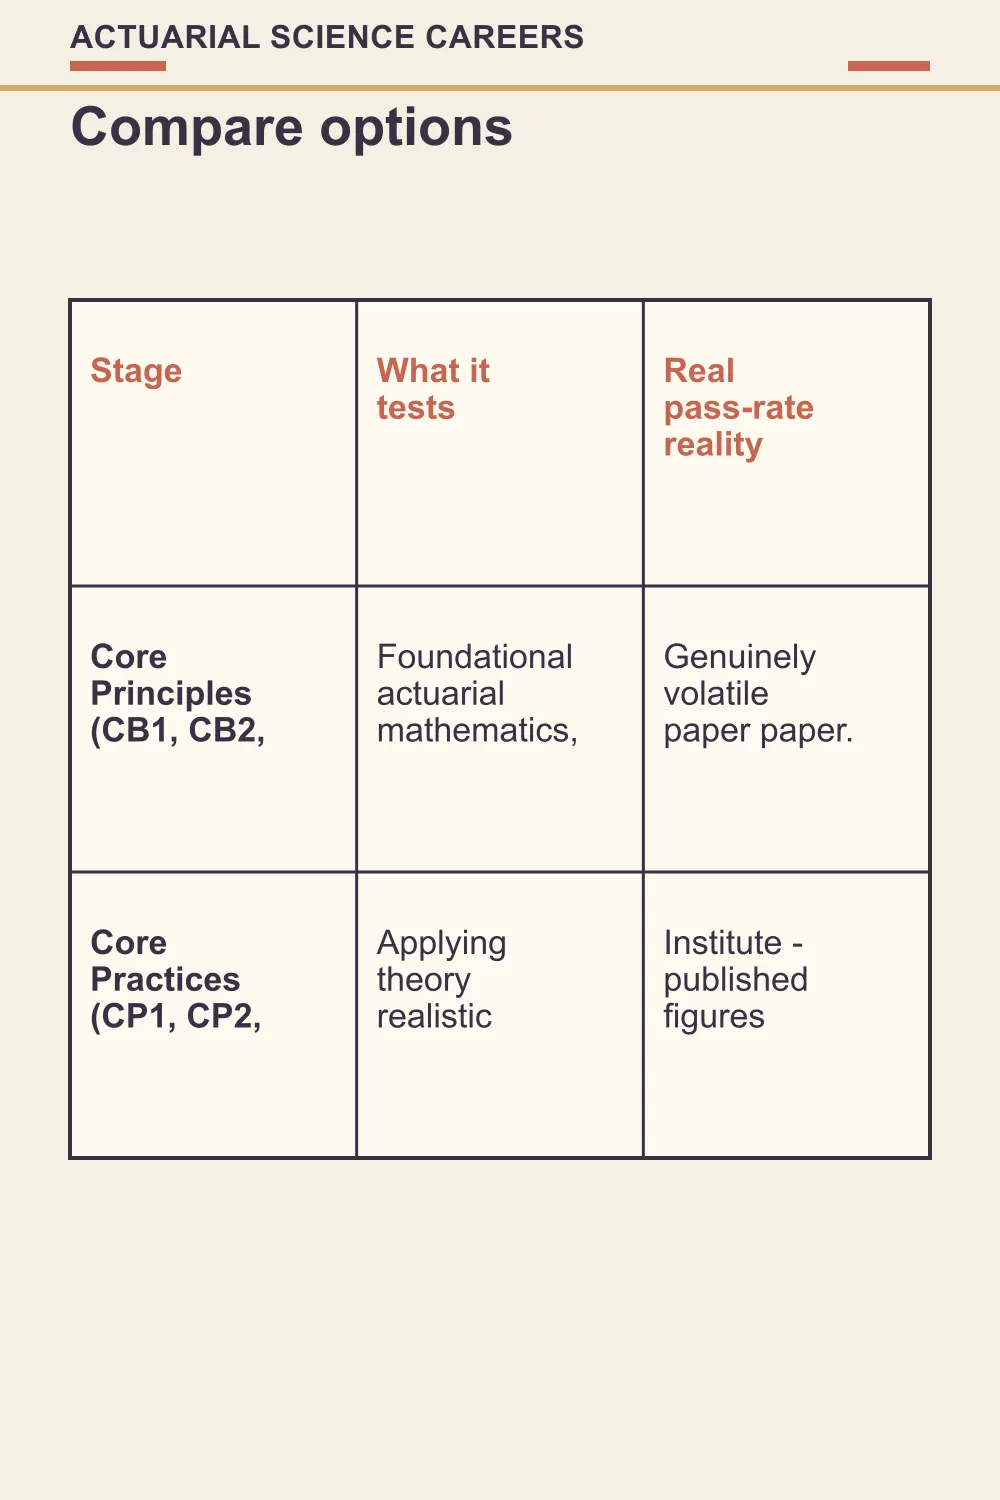 ACTUARIAL SCIENCE CAREERS
Compare options
Stage
What it
tests
Real
pass-rate
reality
Core
Principles
(CB1, CB2,
Foundational
actuarial
mathematics,
Genuinely
volatile
paper paper.
Core
Practices
(CP1, CP2,
Applying
theory
realistic
Institute -
published
figures